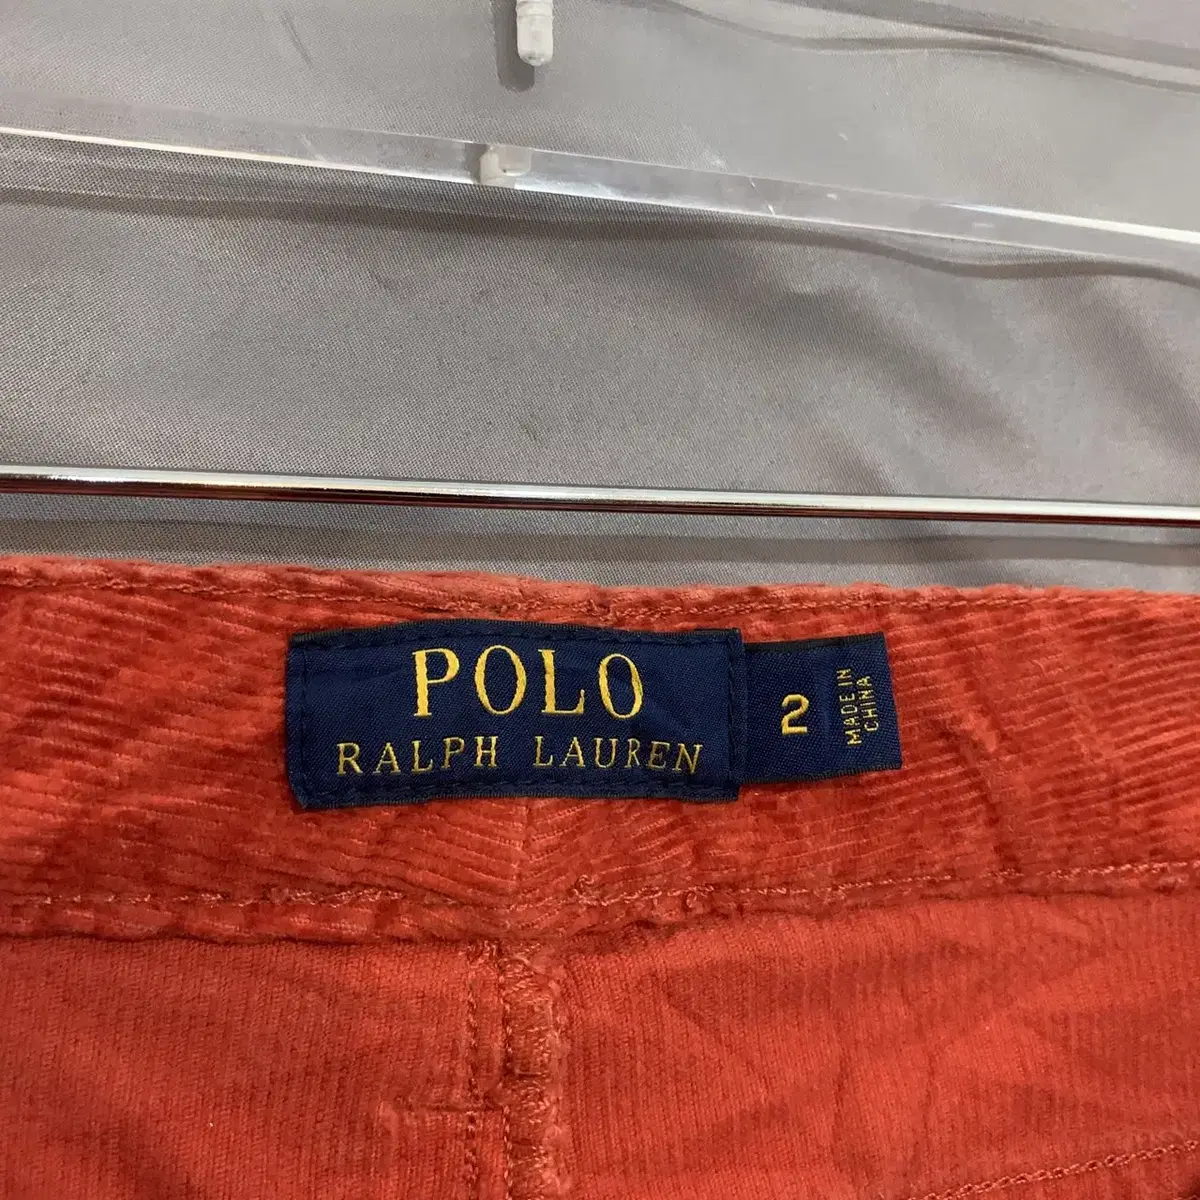 POLO
RALPH LAUREN
2
MADE IN
CHINA